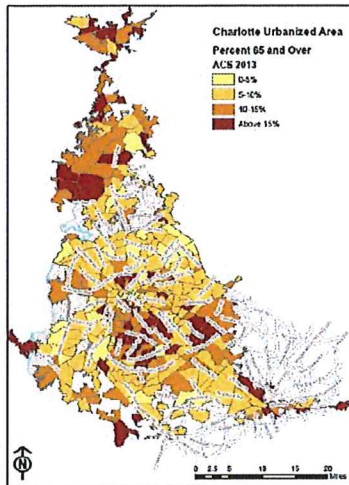 Charlotte Urbanized Area
Percent 65 and Over
ACS 2013
0-5%
5-10%
10-15%
Above 15%
N
0 2.5 5 10 15 20
Miles